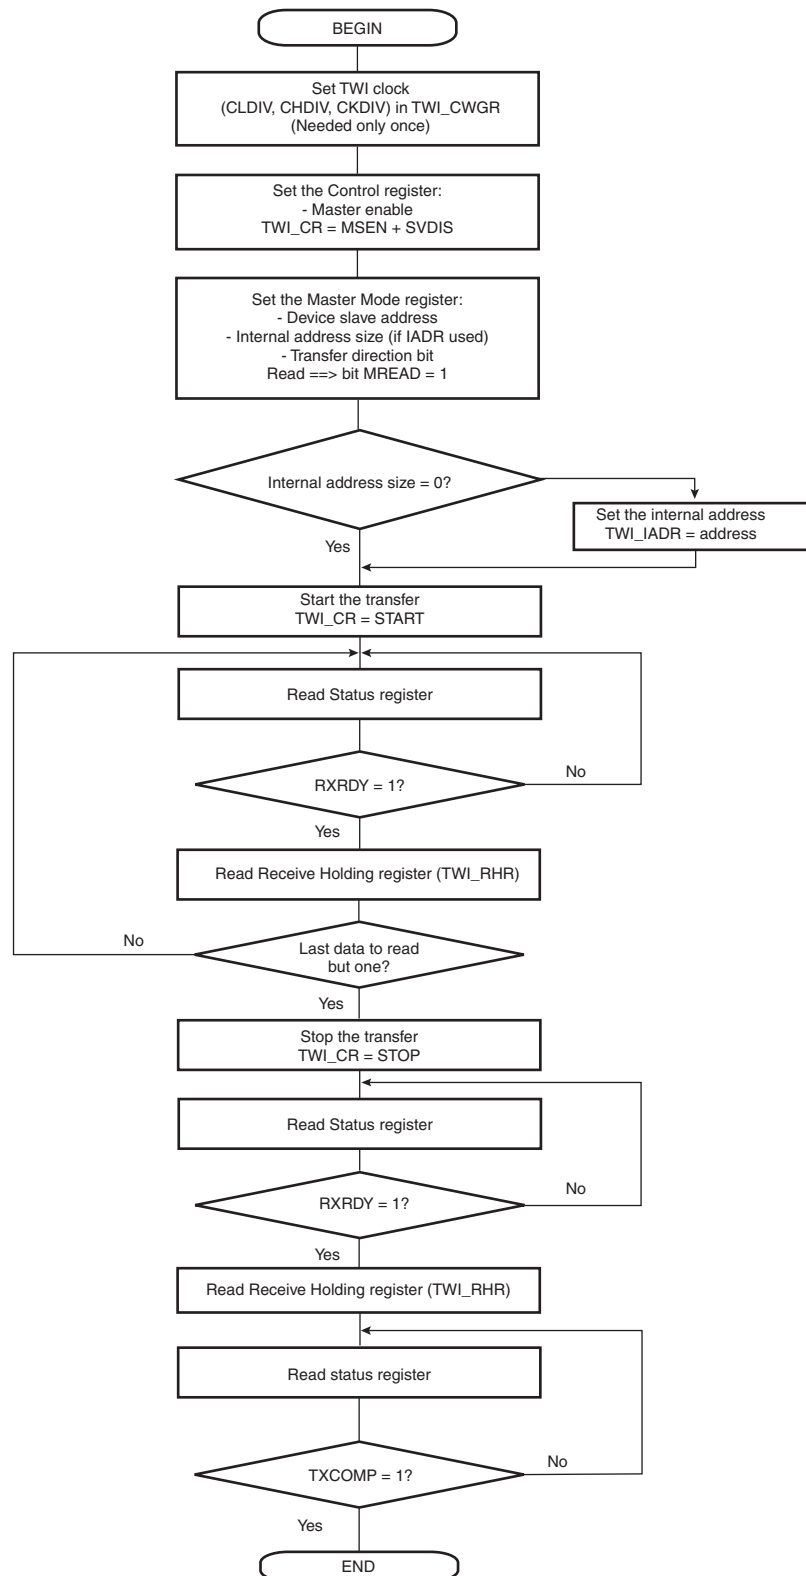 BEGIN
Set TWI clock
(CLDIV, CHDIV, CKDIV) in TWI_CWGR
(Needed only once)
Set the Control register:
- Master enable
TWI_CR = MSEN + SVDIS
Set the Master Mode register:
- Device slave address
- Internal address size (if IADR used)
- Transfer direction bit
Read ==> bit MREAD = 1
Internal address size = 0?
Set the internal address
TWI_IADR = address
Yes
Start the transfer
TWI_CR = START
Read Status register
RXRDY = 1?
No
Yes
Read Receive Holding register (TWI_RHR)
No
Last data to read
but one?
Yes
Stop the transfer
TWI_CR = STOP
Read Status register
No
RXRDY = 1?
Yes
Read Receive Holding register (TWI_RHR)
Read status register
No
TXCOMP = 1?
Yes
END